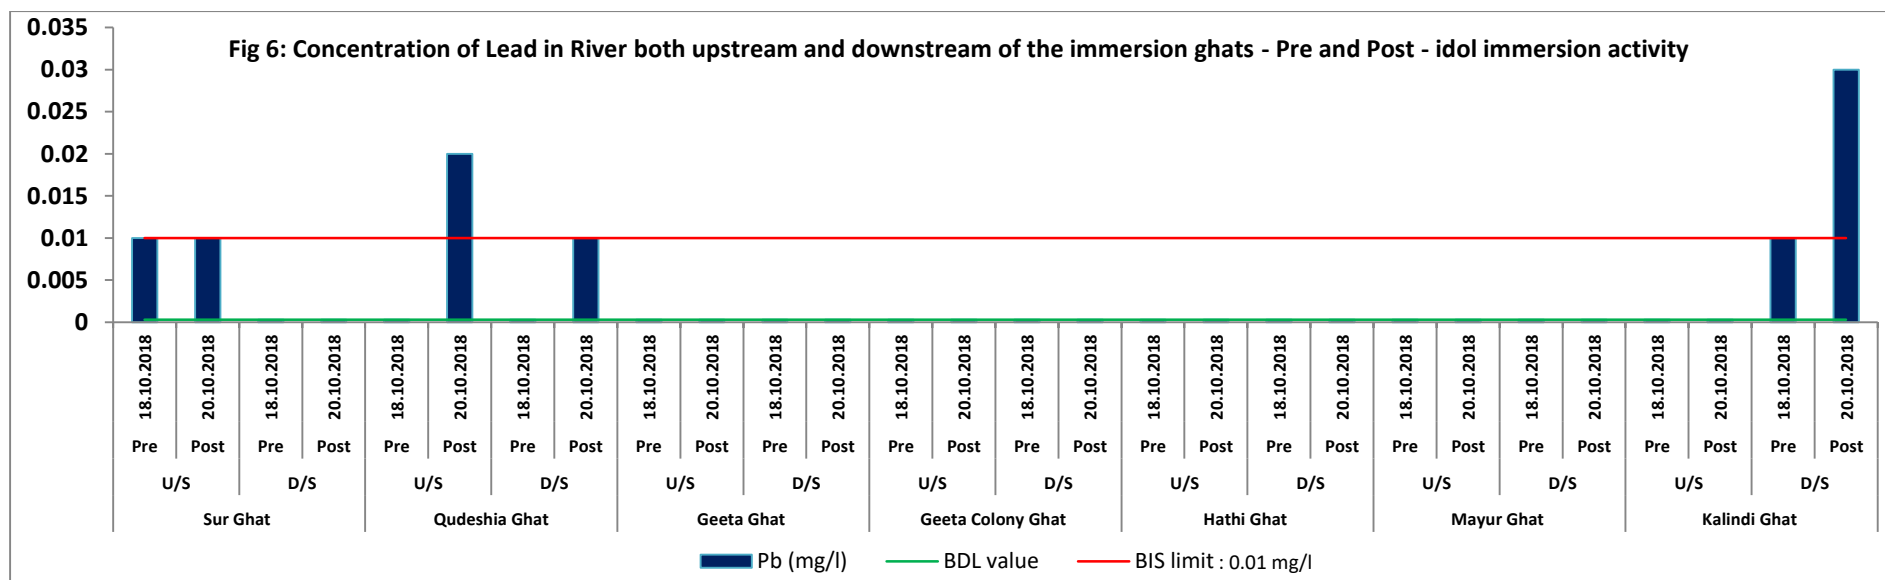 Fig 6: Concentration of Lead in River both upstream and downstream of the immersion ghats - Pre and Post - idol immersion activity
0.035
0.03
0.025
0.02
0.015
0.01
0.005
0
18.10.2018 20.10.2018 18.10.2018 20.10.2018 18.10.2018 20.10.2018 18.10.2018 20.10.2018 18.10.2018 20.10.2018 18.10.2018 20.10.2018 18.10.2018 20.10.2018 18.10.2018 20.10.2018 18.10.2018 20.10.2018 18.10.2018 20.10.2018 18.10.2018 20.10.2018 18.10.2018 20.10.2018 18.10.2018 20.10.2018 18.10.2018 20.10.2018
Pre Post Pre Post Pre Post Pre Post Pre Post Pre Post Pre Post Pre Post Pre Post Pre Post Pre Post Pre Post Pre Post Pre Post
U/S D/S U/S D/S U/S D/S U/S D/S U/S D/S U/S D/S U/S D/S
Sur Ghat Qudeshia Ghat Geeta Ghat Geeta Colony Ghat Hathi Ghat Mayur Ghat Kalindi Ghat
Pb (mg/l) BDL value BIS limit : 0.01 mg/l